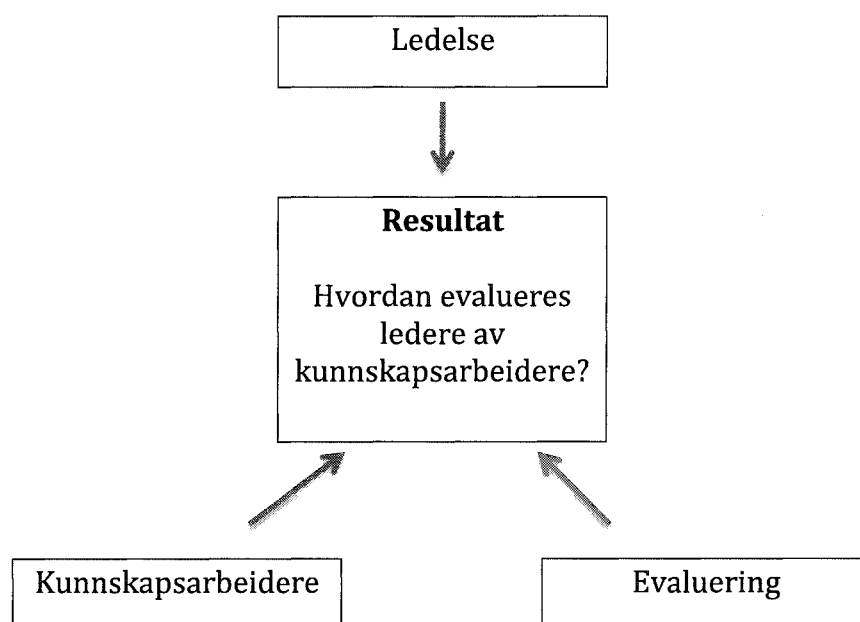 Ledelse
Resultat
Hvordan evalueres
ledere av
kunnskapsarbeidere?
Kunnskapsarbeidere
Evaluering